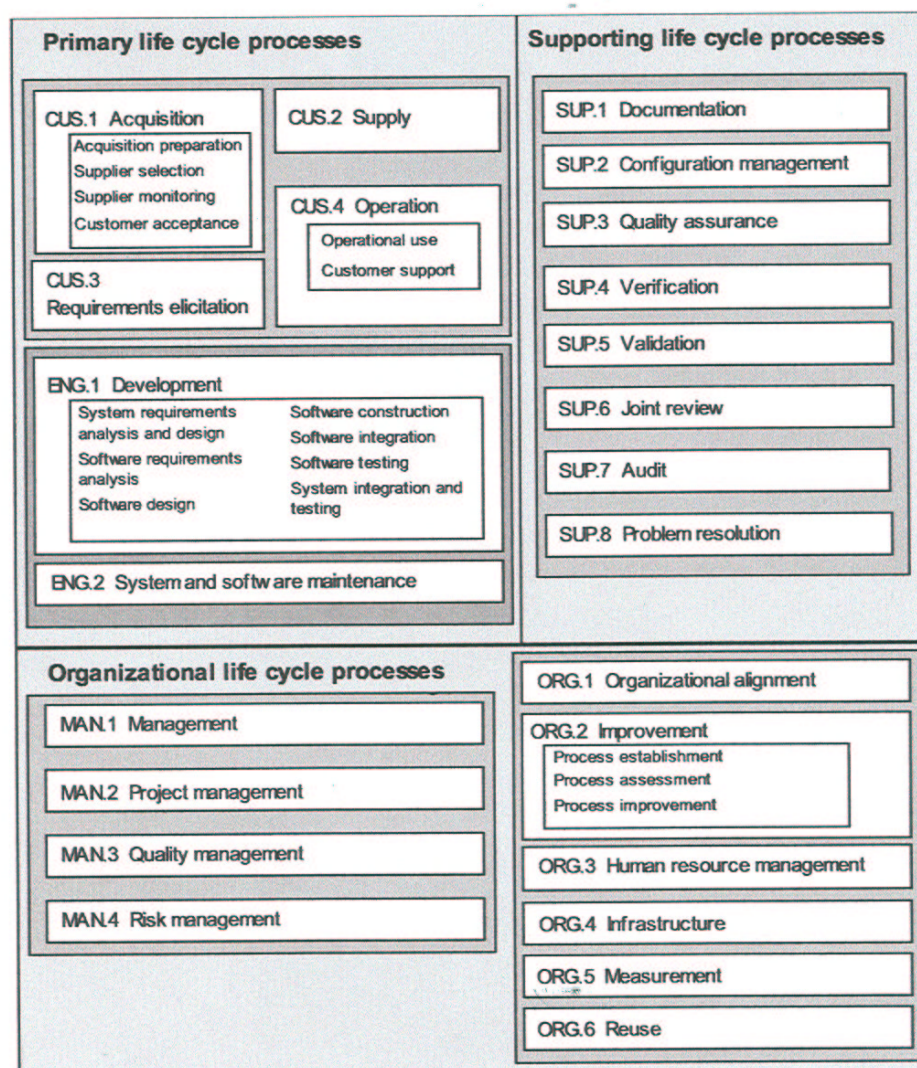 Primary life cycle processes
CUS.1 Acquisition
Acquisition preparation
Supplier selection
Supplier monitoring
Customer acceptance
CUS.2 Supply
CUS.3
Requirements elicitation
CUS.4 Operation
Operational use
Customer support
ENG.1 Development
System requirements
analysis and design
Software requirements
analysis
Software design
Software construction
Software integration
Software testing
System integration and
testing
ENG.2 System and software maintenance
Supporting life cycle processes
SUP.1 Documentation
SUP.2 Configuration management
SUP.3 Quality assurance
SUP.4 Verification
SUP.5 Validation
SUP.6 Joint review
SUP.7 Audit
SUP.8 Problem resolution
Organizational life cycle processes
MAN.1 Management
MAN.2 Project management
MAN.3 Quality management
MAN.4 Risk management
ORG.1 Organizational alignment
ORG.2 Improvement
Process establishment
Process assessment
Process improvement
ORG.3 Human resource management
ORG.4 Infrastructure
ORG.5 Measurement
ORG.6 Reuse